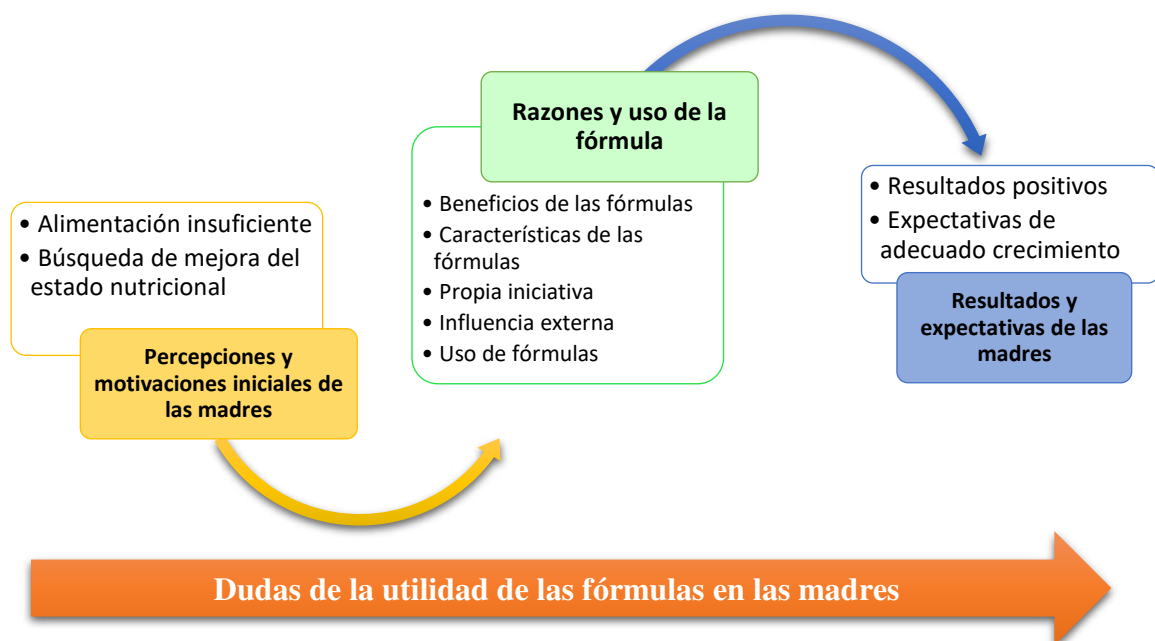 • Alimentación insuficiente
• Búsqueda de mejora del
estado nutricional
Percepciones y
motivaciones iniciales de
las madres
Razones y uso de la
fórmula
• Beneficios de las fórmulas
• Características de las
fórmulas
• Propia iniciativa
• Influencia externa
• Uso de fórmulas
• Resultados positivos
• Expectativas de
adecuado crecimiento
Resultados y
expectativas de las
madres
Dudas de la utilidad de las fórmulas en las madres